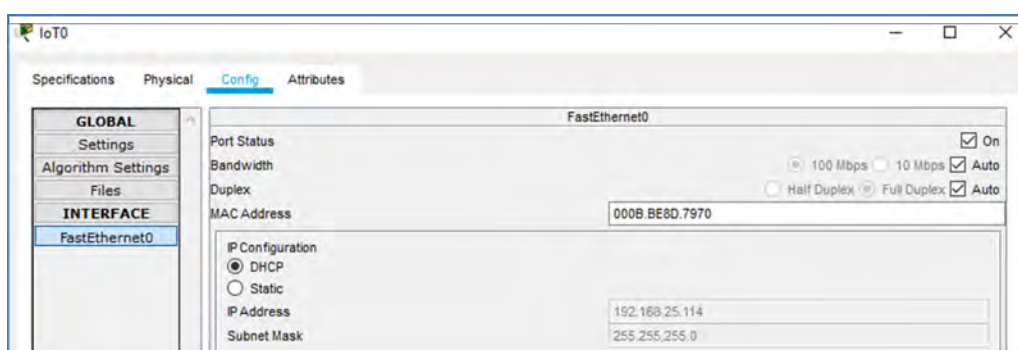 IoT0
Specifications Physical Config Attributes
GLOBAL
Settings
Algorithm Settings
Files
INTERFACE
FastEthernet0
FastEthernet0
Port Status On
Bandwidth 100 Mbps 10 Mbps Auto
Duplex Half Duplex Full Duplex Auto
MAC Address 000B.BE8D.7970
IP Configuration
DHCP
Static
IP Address 192.168.25.114
Subnet Mask 255.255.255.0